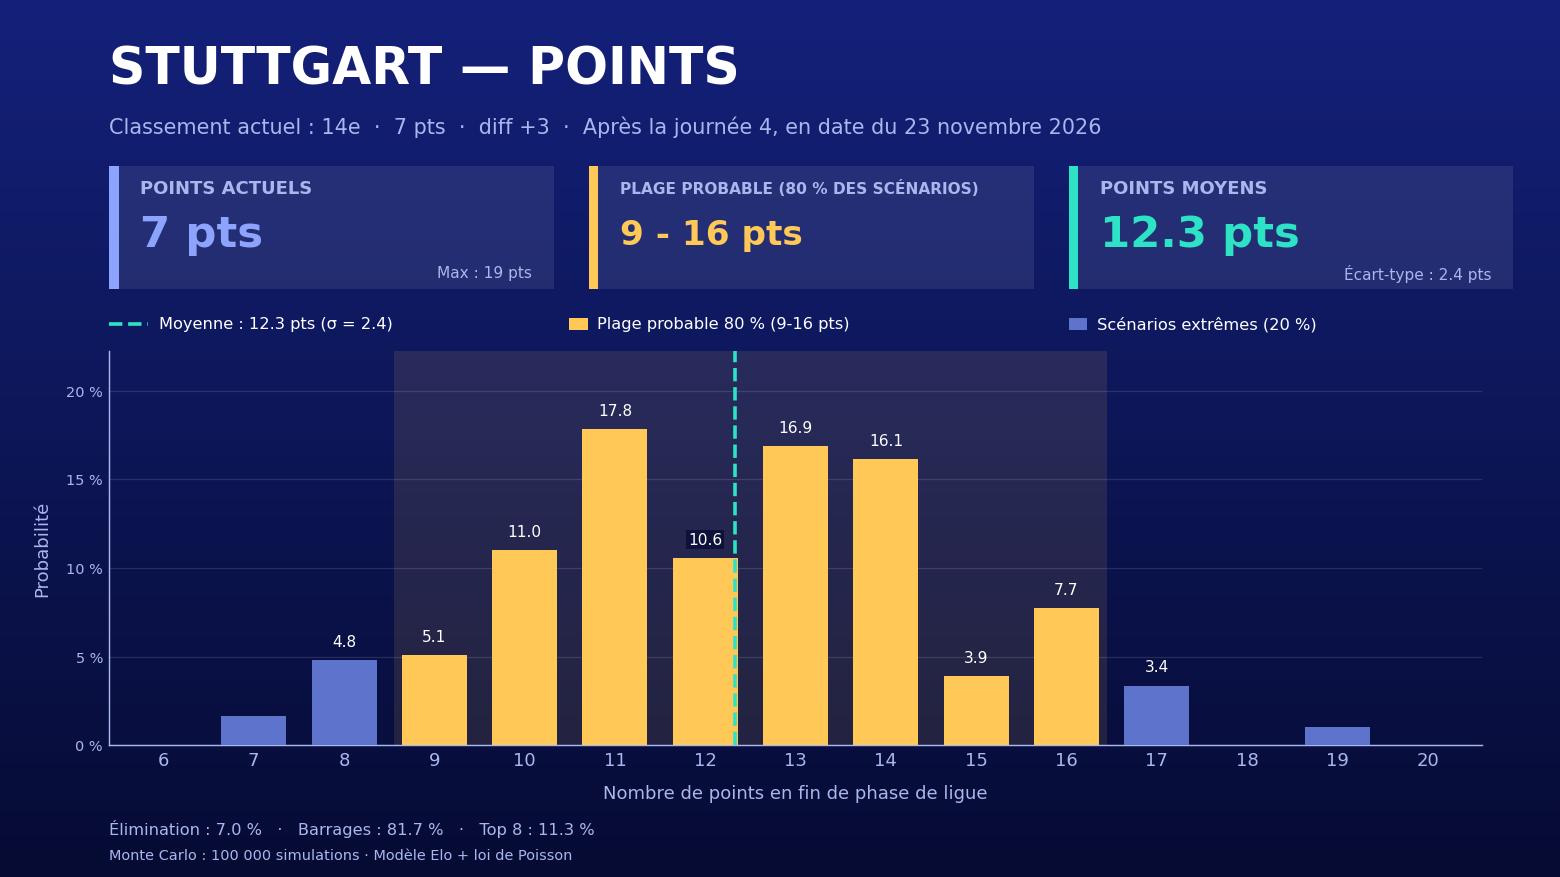 STUTTGART — POINTS
Classement actuel : 14e · 7 pts · diff +3 · Après la journée 4, en date du 23 novembre 2026
POINTS ACTUELS
7 pts
Max : 19 pts
PLAGE PROBABLE (80 % DES SCÉNARIOS)
9 - 16 pts
POINTS MOYENS
12.3 pts
Écart-type : 2.4 pts
Moyenne : 12.3 pts (σ = 2.4)
Plage probable 80 % (9-16 pts)
Scénarios extrêmes (20 %)
Probabilité
20 %
15 %
10 %
5 %
0 %
4.8
5.1
11.0
17.8
10.6
16.9
16.1
3.9
7.7
3.4
6 7 8 9 10 11 12 13 14 15 16 17 18 19 20
Nombre de points en fin de phase de ligue
Élimination : 7.0 % · Barrages : 81.7 % · Top 8 : 11.3 %
Monte Carlo : 100 000 simulations · Modèle Elo + loi de Poisson